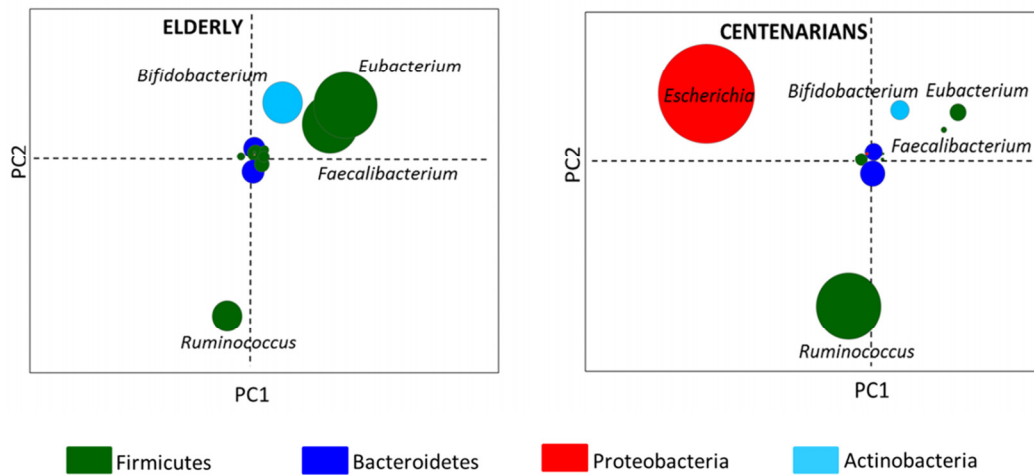 ELDERLY
Bifidobacterium
Eubacterium
Faecalibacterium
Ruminococcus
PC2
PC1
CENTENARIANS
Escherichia
Bifidobacterium
Eubacterium
Faecalibacterium
Ruminococcus
PC2
PC1
Firmicutes
Bacteroidetes
Proteobacteria
Actinobacteria